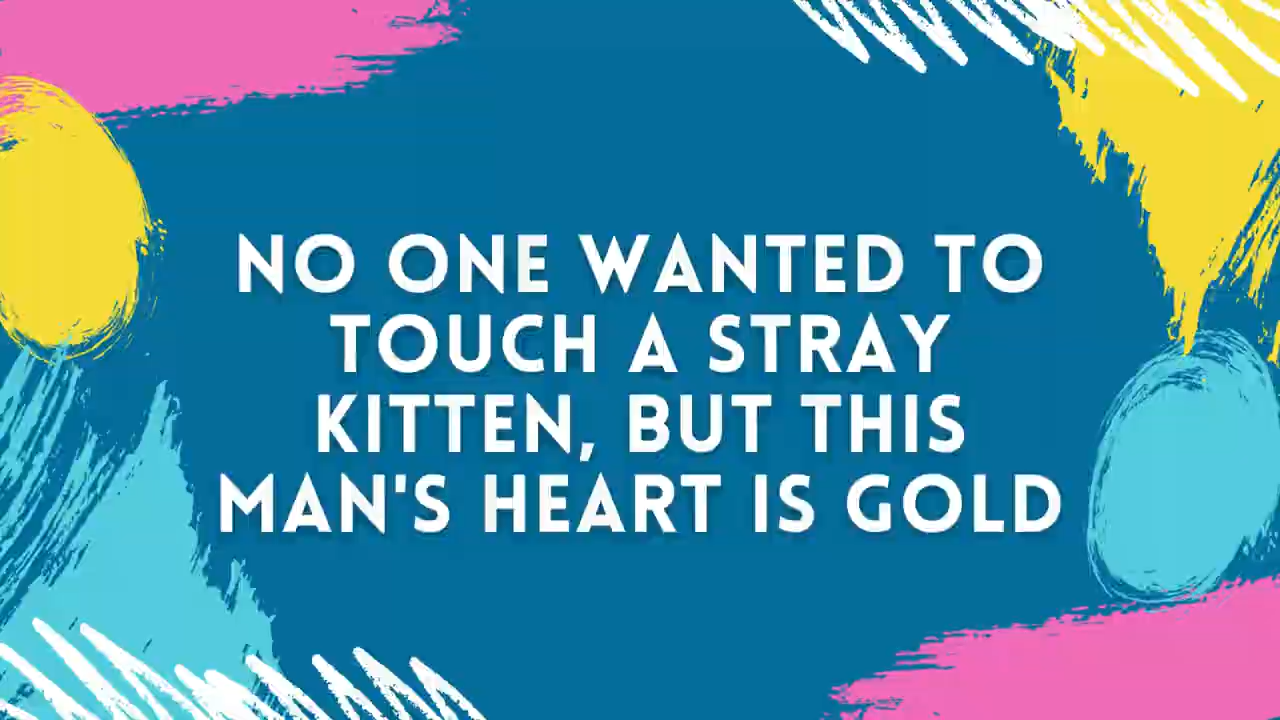 NO ONE WANTED TO
TOUCH A STRAY
KITTEN, BUT THIS
MAN'S HEART IS GOLD